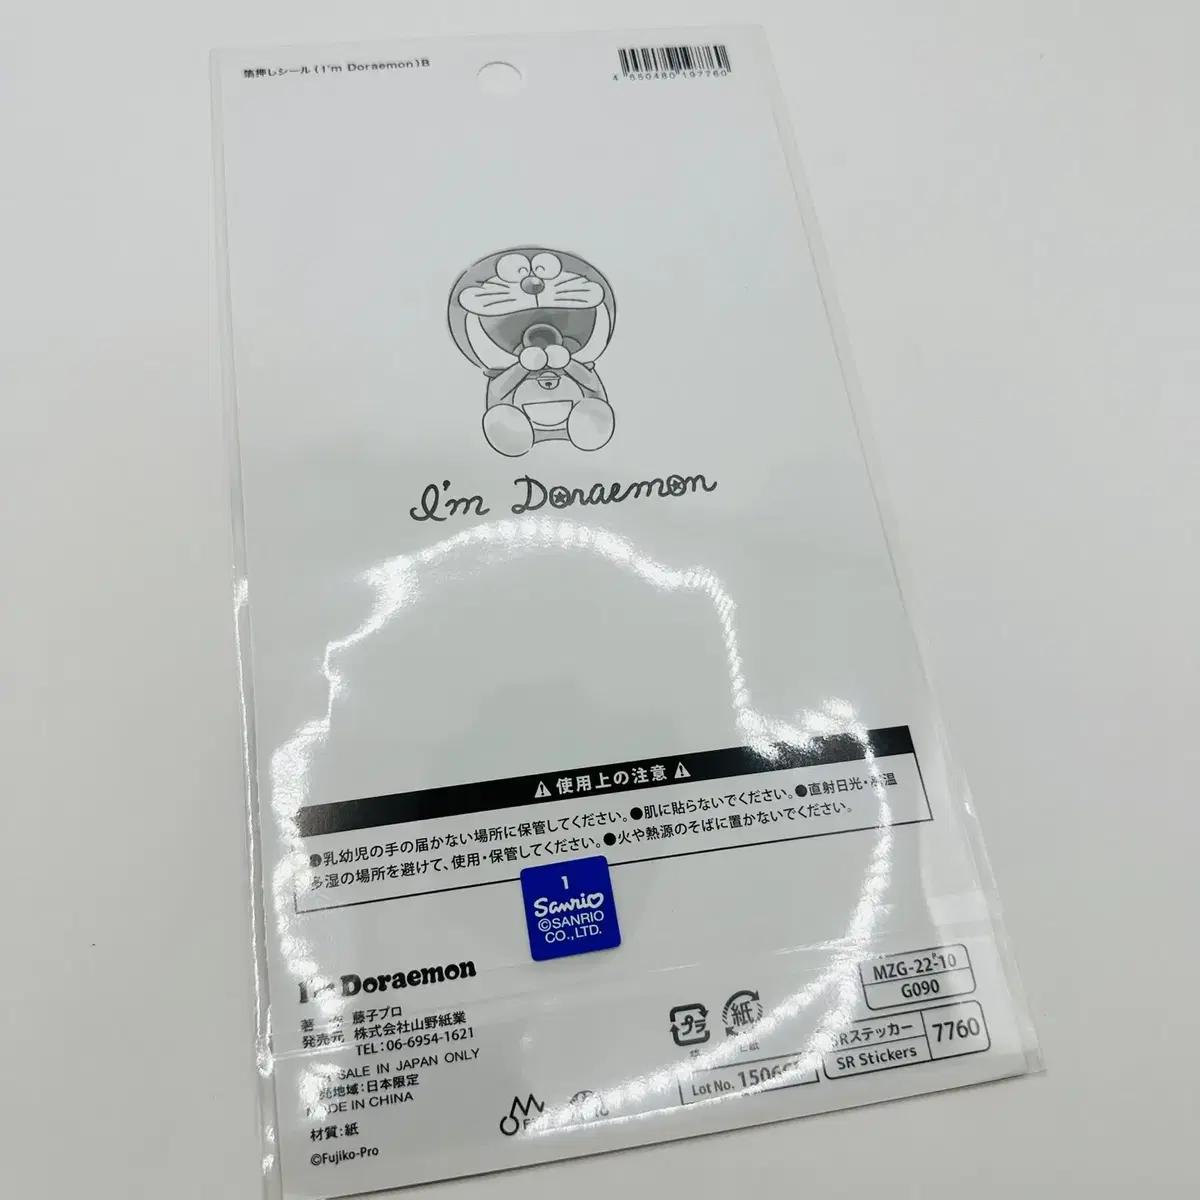 箔押しシール(I'm Doraemon)B
4 550480 197760
I'm Doraemon
⚠使用上の注意⚠
●乳幼児の手の届かない場所に保管してください。●肌に貼らないでください。●直射日光・高温
多湿の場所を避けて、使用・保管してください。●火や熱源のそばに置かないでください。
1
Sanrio
©SANRIO
CO.,LTD.
I'm Doraemon
藤子プロ
発売元 株式会社山野紙業
TEL:06-6954-1621
SALE IN JAPAN ONLY
地域:日本限定
MADE IN CHINA
材質:紙
©Fujiko-Pro
プラ
紙
MZG-22-10
G090
SRステッカー
SR Stickers
7760
Lot No.